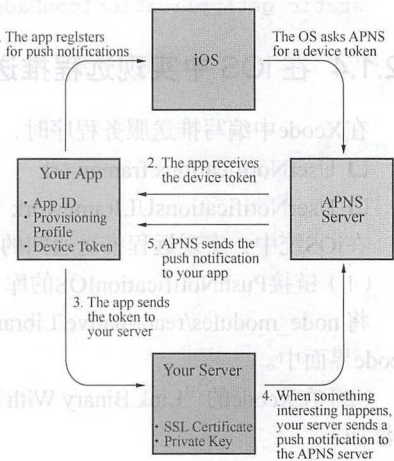 The app registers
for push notifications
iOS
The OS asks APNS
for a device token
Your App
• App ID
• Provisioning
Profile
• Device Token
2. The app receives
the device token
5. APNS sends the
push notification
to your app
APNS
Server
3. The app sends
the token to
your server
Your Server
• SSL Certificate
• Private Key
4. When something
interesting happens,
your server sends a
push notification to
the APNS server